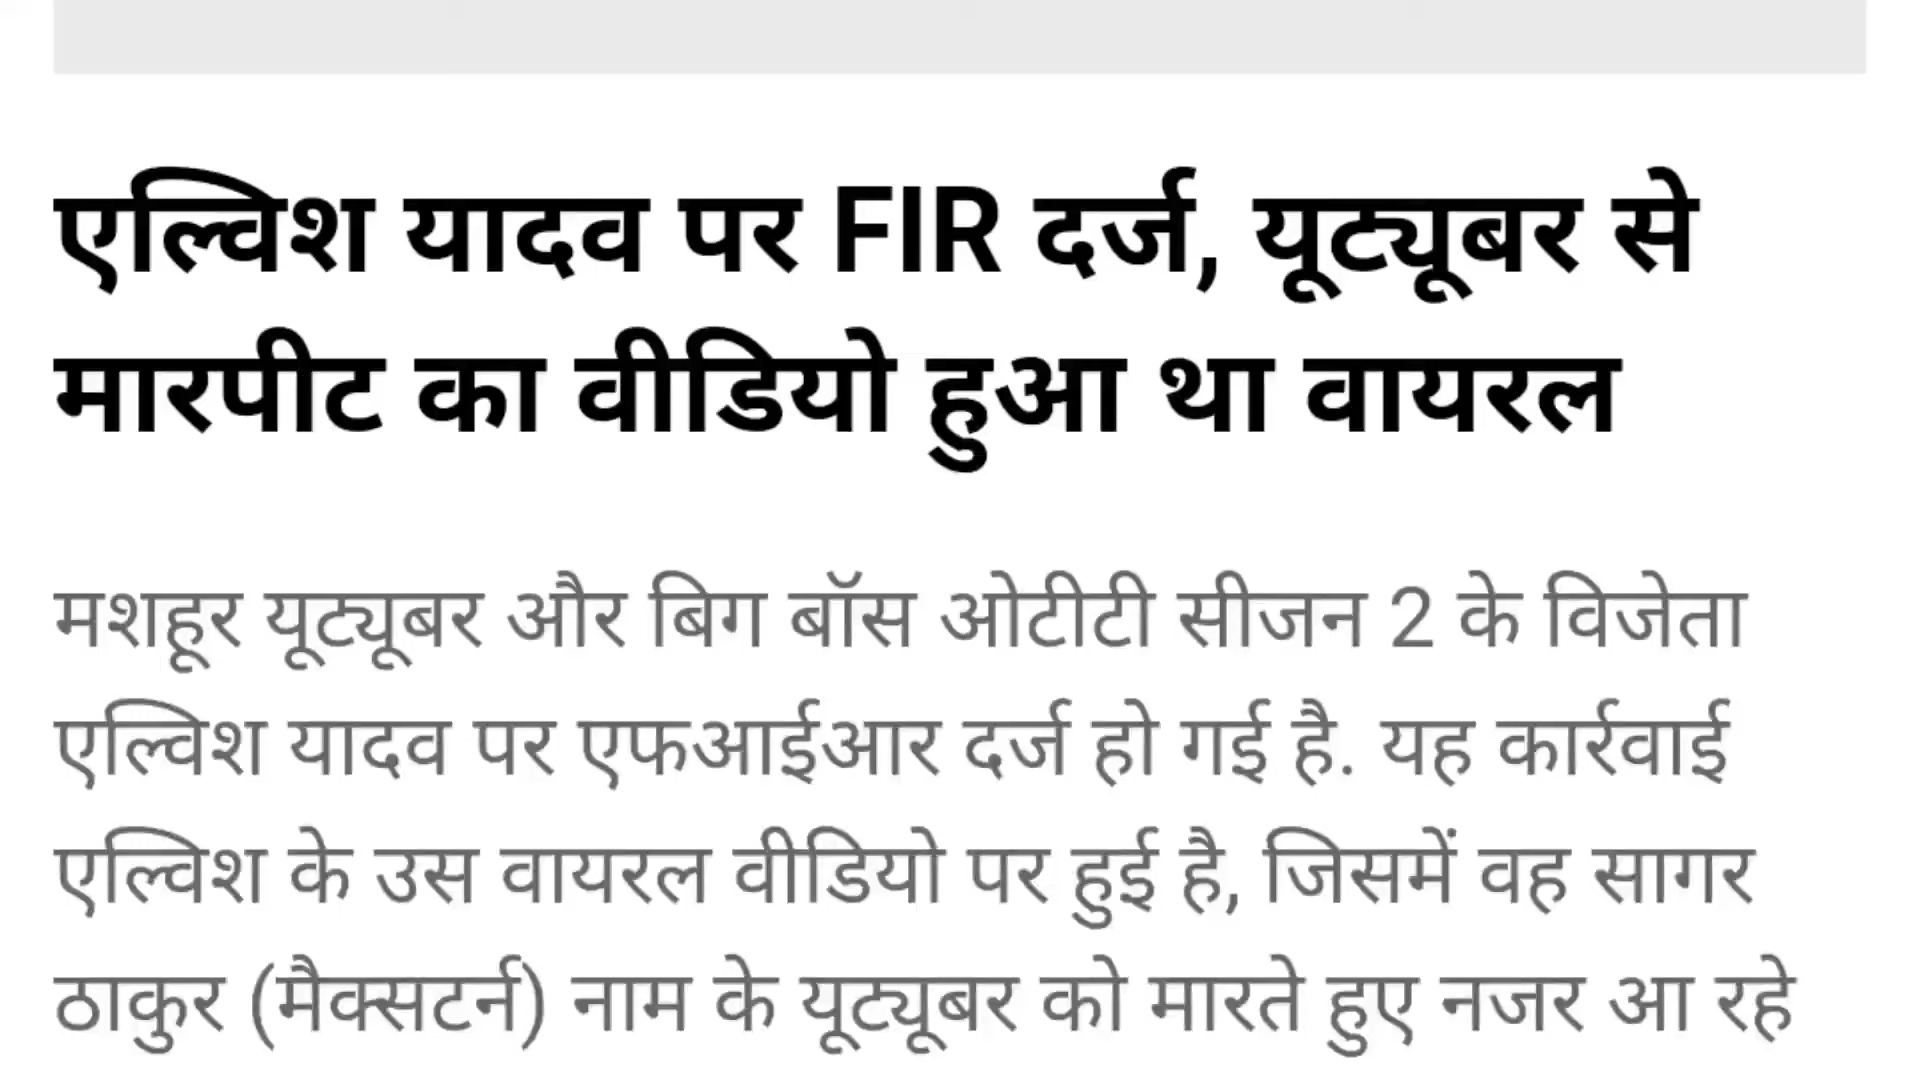 एल्विश यादव पर FIR दर्ज, यूट्यूबर से
मारपीट का वीडियो हुआ था वायरल
मशहूर यूट्यूबर और बिग बॉस ओटीटी सीजन 2 के विजेता
एल्विश यादव पर एफआईआर दर्ज हो गई है. यह कार्रवाई
एल्विश के उस वायरल वीडियो पर हुई है, जिसमें वह सागर
ठाकुर (मैक्सटर्न) नाम के यूट्यूबर को मारते हुए नजर आ रहे